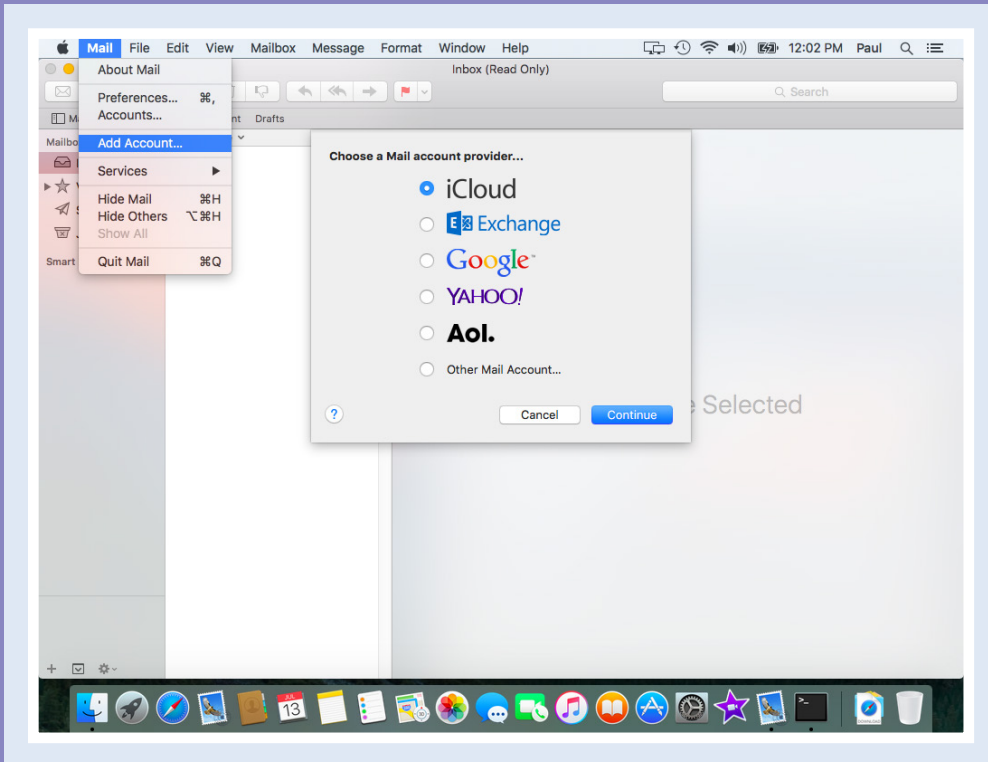 Mail File Edit View Mailbox Message Format Window Help 12:02 PM Paul
About Mail
Inbox (Read Only)
Preferences... ⌘,
Search
Accounts...
Drafts
Add Account...
Services
Hide Mail ⌘H
Hide Others ⌥⌘H
Show All
Smart
Quit Mail ⌘Q
Choose a Mail account provider...
iCloud
Exchange
Google
YAHOO!
Aol.
Other Mail Account...
? Cancel Continue
Selected
JUL
13